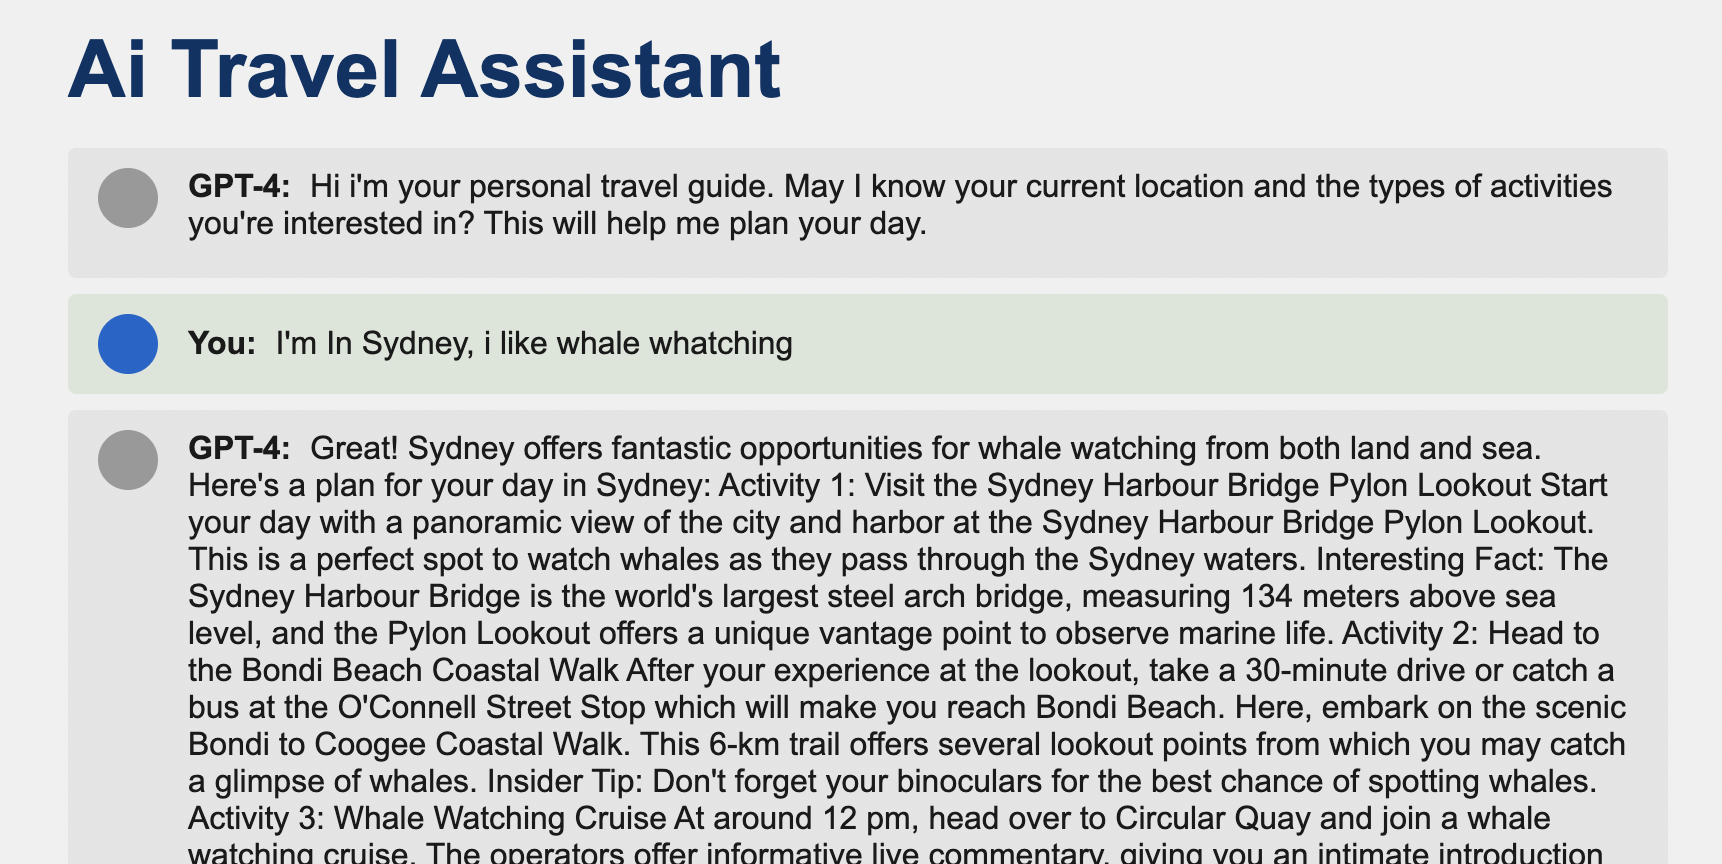 Ai Travel Assistant
GPT-4: Hi i'm your personal travel guide. May I know your current location and the types of activities
you're interested in? This will help me plan your day.
You: I'm In Sydney, i like whale whatching
GPT-4: Great! Sydney offers fantastic opportunities for whale watching from both land and sea.
Here's a plan for your day in Sydney: Activity 1: Visit the Sydney Harbour Bridge Pylon Lookout Start
your day with a panoramic view of the city and harbor at the Sydney Harbour Bridge Pylon Lookout.
This is a perfect spot to watch whales as they pass through the Sydney waters. Interesting Fact: The
Sydney Harbour Bridge is the world's largest steel arch bridge, measuring 134 meters above sea
level, and the Pylon Lookout offers a unique vantage point to observe marine life. Activity 2: Head to
the Bondi Beach Coastal Walk After your experience at the lookout, take a 30-minute drive or catch a
bus at the O'Connell Street Stop which will make you reach Bondi Beach. Here, embark on the scenic
Bondi to Coogee Coastal Walk. This 6-km trail offers several lookout points from which you may catch
a glimpse of whales. Insider Tip: Don't forget your binoculars for the best chance of spotting whales.
Activity 3: Whale Watching Cruise At around 12 pm, head over to Circular Quay and join a whale
watching cruise. The operators offer informative live commentary, giving you an intimate introduction